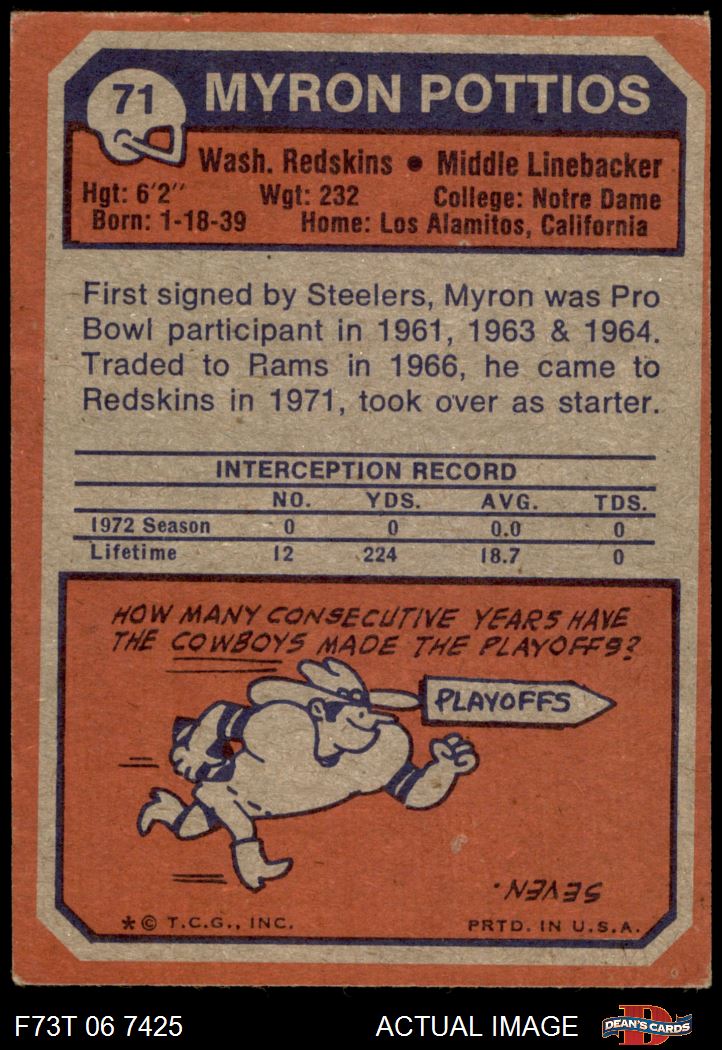 71 MYRON POTTIOS
Wash. Redskins • Middle Linebacker
Hgt: 6'2" Wgt: 232 College: Notre Dame
Born: 1-18-39 Home: Los Alamitos, California
First signed by Steelers, Myron was Pro
Bowl participant in 1961, 1963 & 1964.
Traded to Rams in 1966, he came to
Redskins in 1971, took over as starter.
INTERCEPTION RECORD
NO. YDS. AVG. TDS.
1972 Season 0 0 0.0 0
Lifetime 12 224 18.7 0
HOW MANY CONSECUTIVE YEARS HAVE
THE COWBOYS MADE THE PLAYOFFS?
PLAYOFFS
SEVEN.
* © T.C.G., INC. PRTD. IN U.S.A.
F73T 06 7425 ACTUAL IMAGE D DEAN'S CARDS